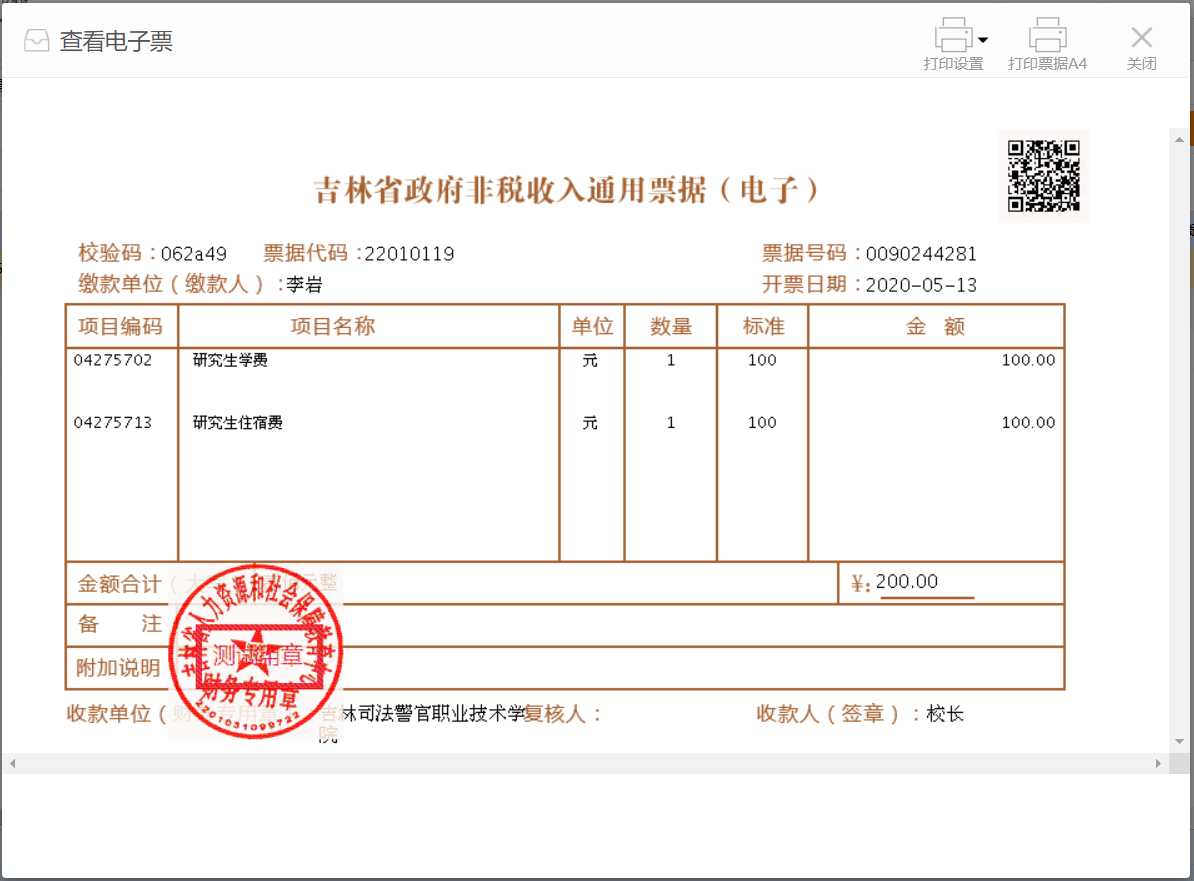 查看电子票
打印设置 打印票据A4 关闭
吉林省政府非税收入通用票据（电子）
校验码：062a49 票据代码：22010119 票据号码：0090244281
缴款单位（缴款人）：李岩 开票日期：2020-05-13
项目编码 项目名称 单位 数量 标准 金 额
04275702 研究生学费 元 1 100 100.00
04275713 研究生住宿费 元 1 100 100.00
金额合计（大 元整 ¥: 200.00
备 注
附加说明
吉林省人力资源和社会保障
测试用章
财务专用章
2201031099722
收款单位（财 专用章 吉林司法警官职业技术学院 复核人： 收款人（签章）：校长